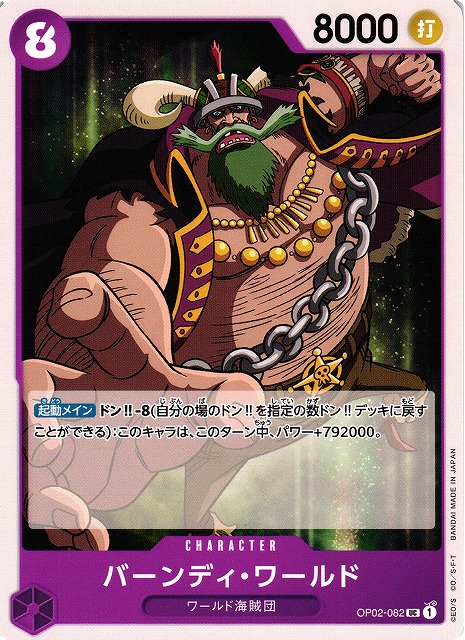 8
8000
打
起動メイン ドン!!-8(自分の場のドン!!を指定の数ドン!!デッキに戻す
ことができる):このキャラは、このターン中、パワー+792000。
CHARACTER
バーンディ・ワールド
ワールド海賊団
OP02-082 UC 1
©E.O/S ©O/S・F・T BANDAI MADE IN JAPAN